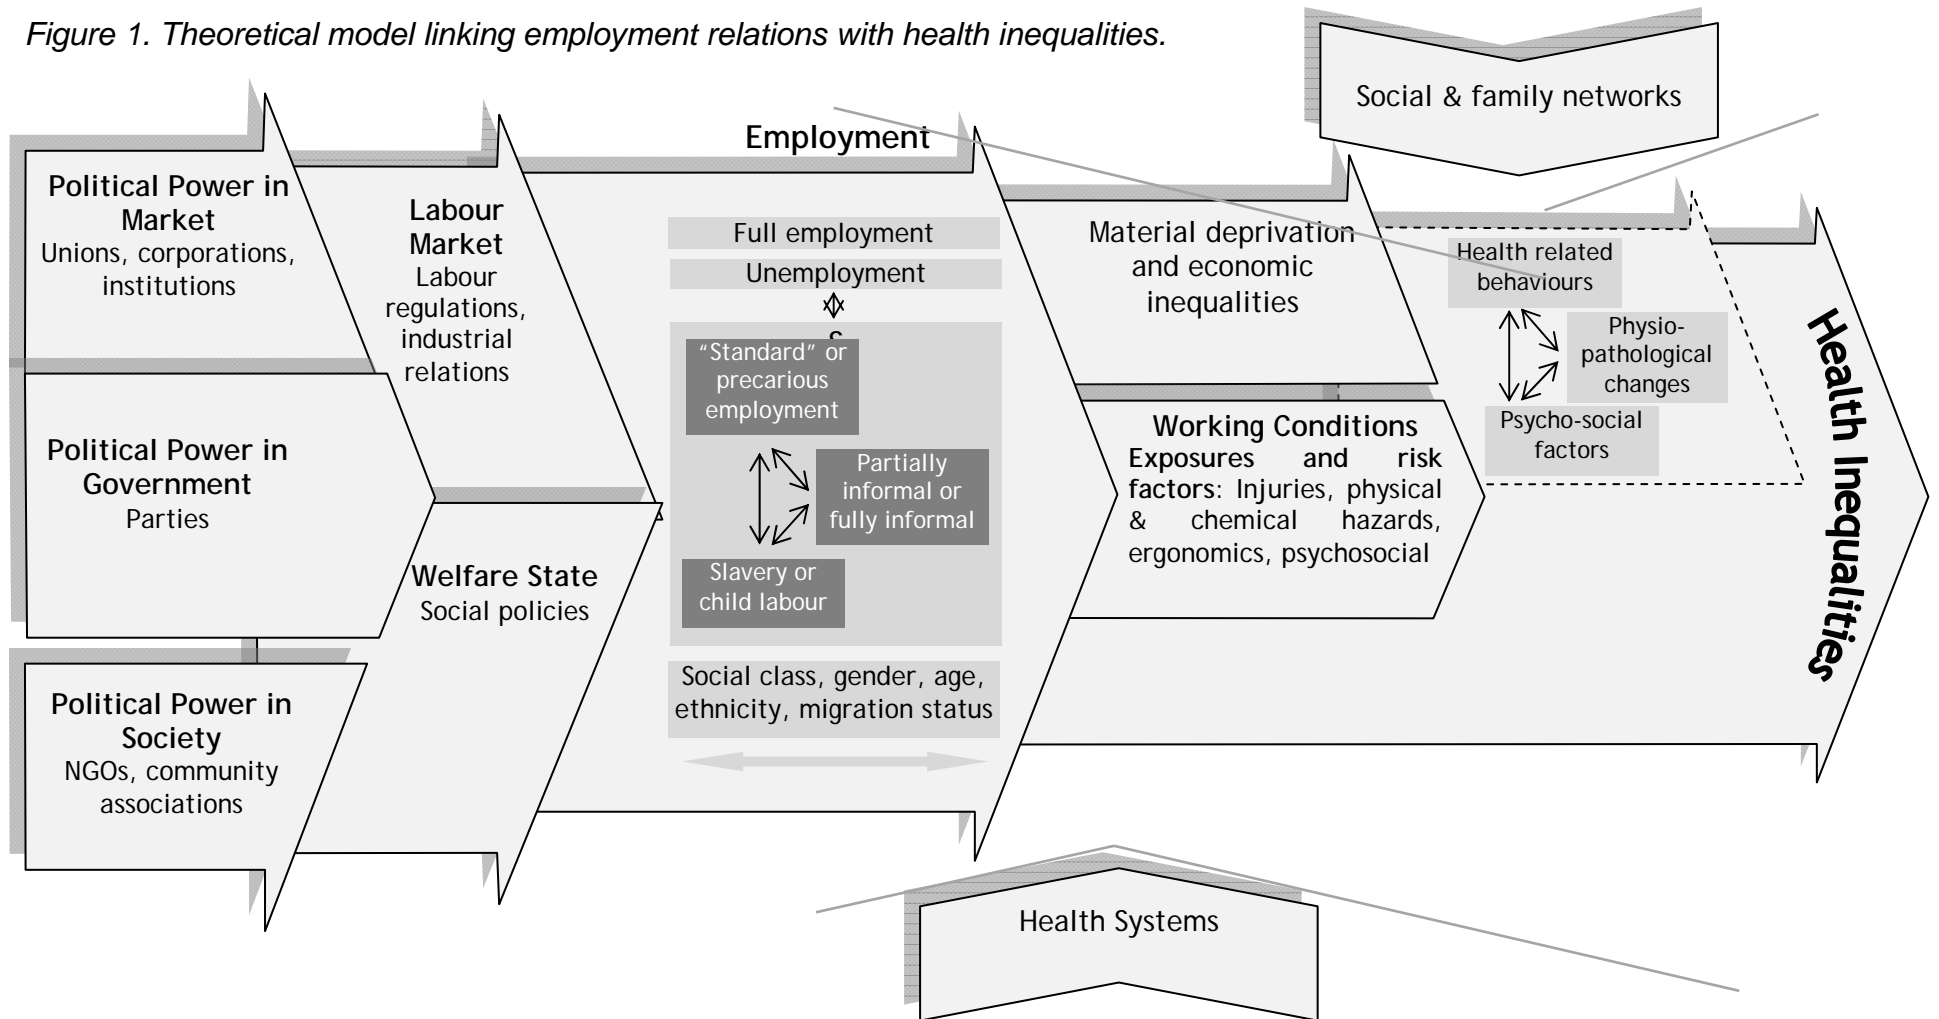 Figure 1. Theoretical model linking employment relations with health inequalities.
Social & family networks
Political Power in
Market
Unions, corporations,
institutions
Political Power in
Government
Parties
Political Power in
Society
NGOs, community
associations
Labour
Market
Labour
regulations,
industrial
relations
Welfare State
Social policies
Employment
Full employment
Unemployment
“Standard” or
precarious
employment
Partially
informal or
fully informal
Slavery or
child labour
Social class, gender, age,
ethnicity, migration status
Material deprivation
and economic
inequalities
Working Conditions
Exposures and risk
factors: Injuries, physical
& chemical hazards,
ergonomics, psychosocial
Health related
behaviours
Physio-
pathological
changes
Psycho-social
factors
Health Inequalities
Health Systems